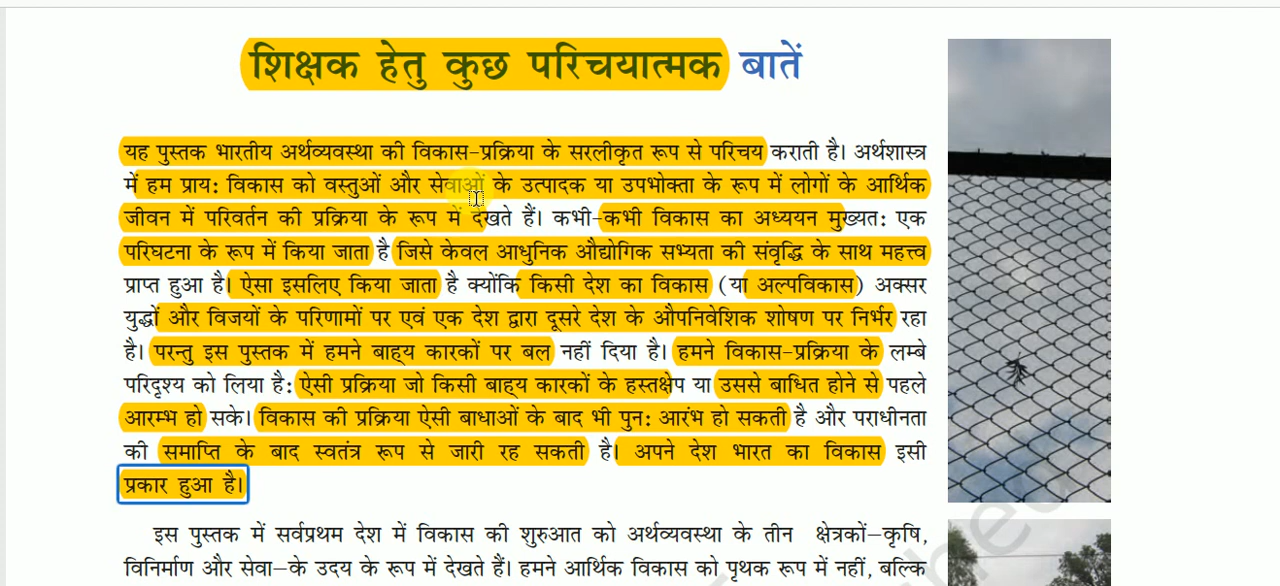 शिक्षक हेतु कुछ परिचयात्मक बातें
यह पुस्तक भारतीय अर्थव्यवस्था की विकास-प्रक्रिया के सरलीकृत रूप से परिचय कराती है। अर्थशास्त्र
में हम प्राय: विकास को वस्तुओं और सेवाओं के उत्पादक या उपभोक्ता के रूप में लोगों के आर्थिक
जीवन में परिवर्तन की प्रक्रिया के रूप में देखते हैं। कभी-कभी विकास का अध्ययन मुख्यत: एक
परिघटना के रूप में किया जाता है जिसे केवल आधुनिक औद्योगिक सभ्यता की संवृद्धि के साथ महत्त्व
प्राप्त हुआ है। ऐसा इसलिए किया जाता है क्योंकि किसी देश का विकास (या अल्पविकास) अक्सर
युद्धों और विजयों के परिणामों पर एवं एक देश द्वारा दूसरे देश के औपनिवेशिक शोषण पर निर्भर रहा
है। परन्तु इस पुस्तक में हमने बाह्य कारकों पर बल नहीं दिया है। हमने विकास-प्रक्रिया के लम्बे
परिदृश्य को लिया है: ऐसी प्रक्रिया जो किसी बाह्य कारकों के हस्तक्षेप या उससे बाधित होने से पहले
आरम्भ हो सके। विकास की प्रक्रिया ऐसी बाधाओं के बाद भी पुन: आरंभ हो सकती है और पराधीनता
की समाप्ति के बाद स्वतंत्र रूप से जारी रह सकती है। अपने देश भारत का विकास इसी
प्रकार हुआ है।
इस पुस्तक में सर्वप्रथम देश में विकास की शुरुआत को अर्थव्यवस्था के तीन क्षेत्रकों–कृषि,
विनिर्माण और सेवा–के उदय के रूप में देखते हैं। हमने आर्थिक विकास को पृथक रूप में नहीं, बल्कि